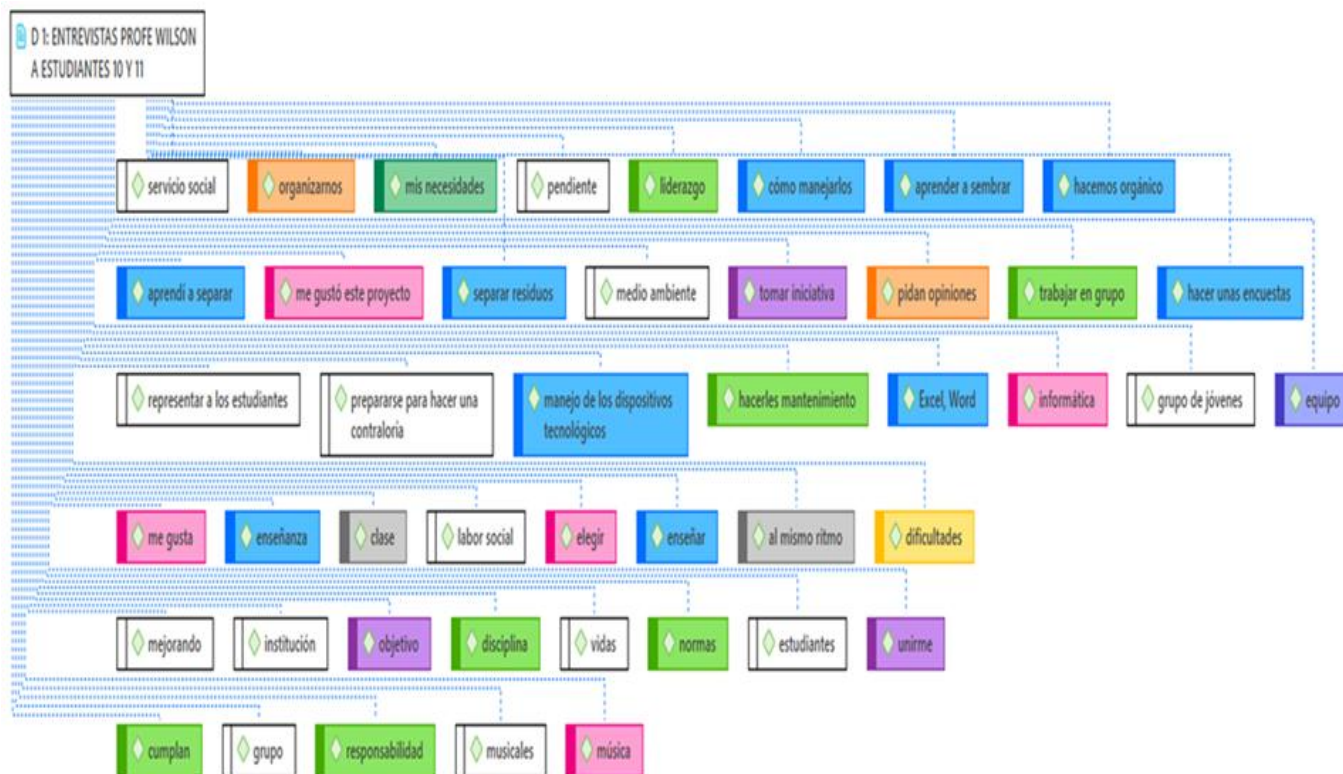 D 1: ENTREVISTAS PROFE WILSON
A ESTUDIANTES 10 Y 11
servicio social
organizarnos
mis necesidades
pendiente
liderazgo
cómo manejarlos
aprender a sembrar
hacemos orgánico
aprendí a separar
me gustó este proyecto
separar residuos
medio ambiente
tomar iniciativa
pidan opiniones
trabajar en grupo
hacer unas encuestas
representar a los estudiantes
prepararse para hacer una
contraloria
manejo de los dispositivos
tecnológicos
hacerles mantenimiento
Excel, Word
informática
grupo de jóvenes
equipo
me gusta
enseñanza
clase
labor social
elegir
enseñar
al mismo ritmo
dificultades
mejorando
institución
objetivo
disciplina
vidas
normas
estudiantes
unirme
cumplan
grupo
responsabilidad
musicales
música